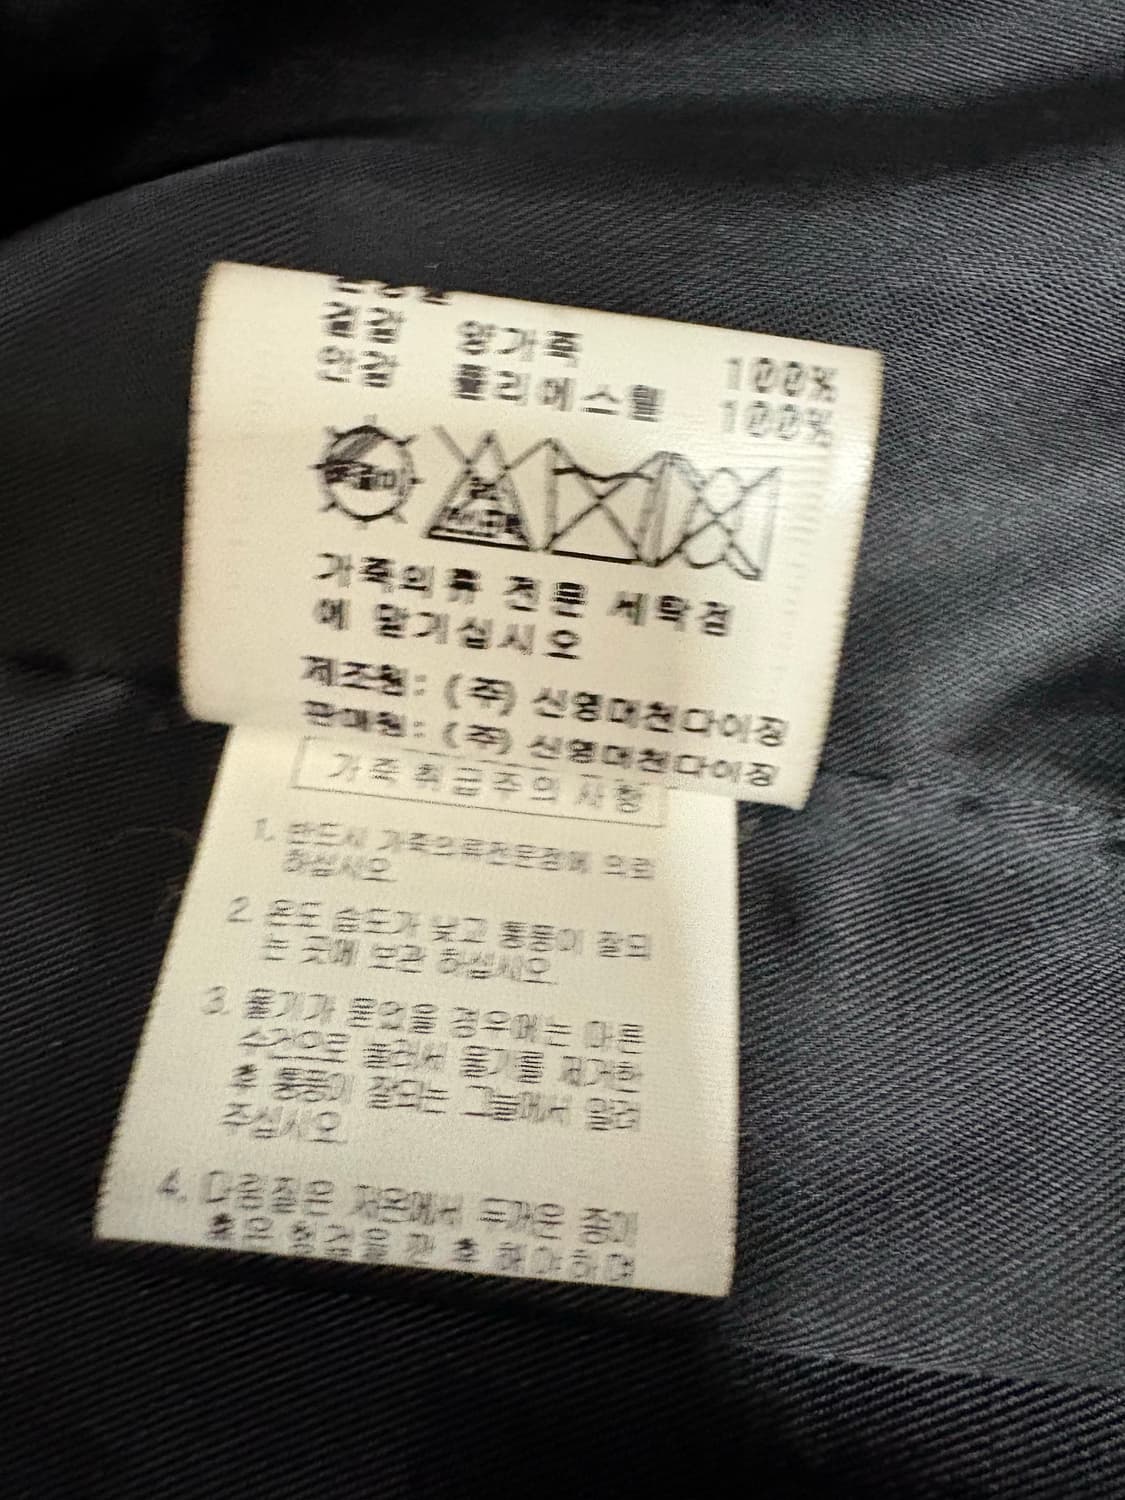 겉감 양가죽 100%
안감 폴리에스텔 100%
가죽의류 전문 세탁점
에 맡기십시오
제조원: (주) 신영어천다이징
판매원: (주) 신영어천다이징
가죽취급주의 사항
1. 반드시 가죽의류전문점에 의뢰
하십시오
2. 온도 습도가 낮고 통풍이 잘되
는 곳에 보관 하십시오
3. 물기가 묻었을 경우에는 마른
수건으로 눌러서 물기를 제거한
후 통풍이 잘되는 그늘에서 말려
주십시오
4. 다림질은 저온에서 두꺼운 종이
혹은 헝겊을 깐 후 해야하며